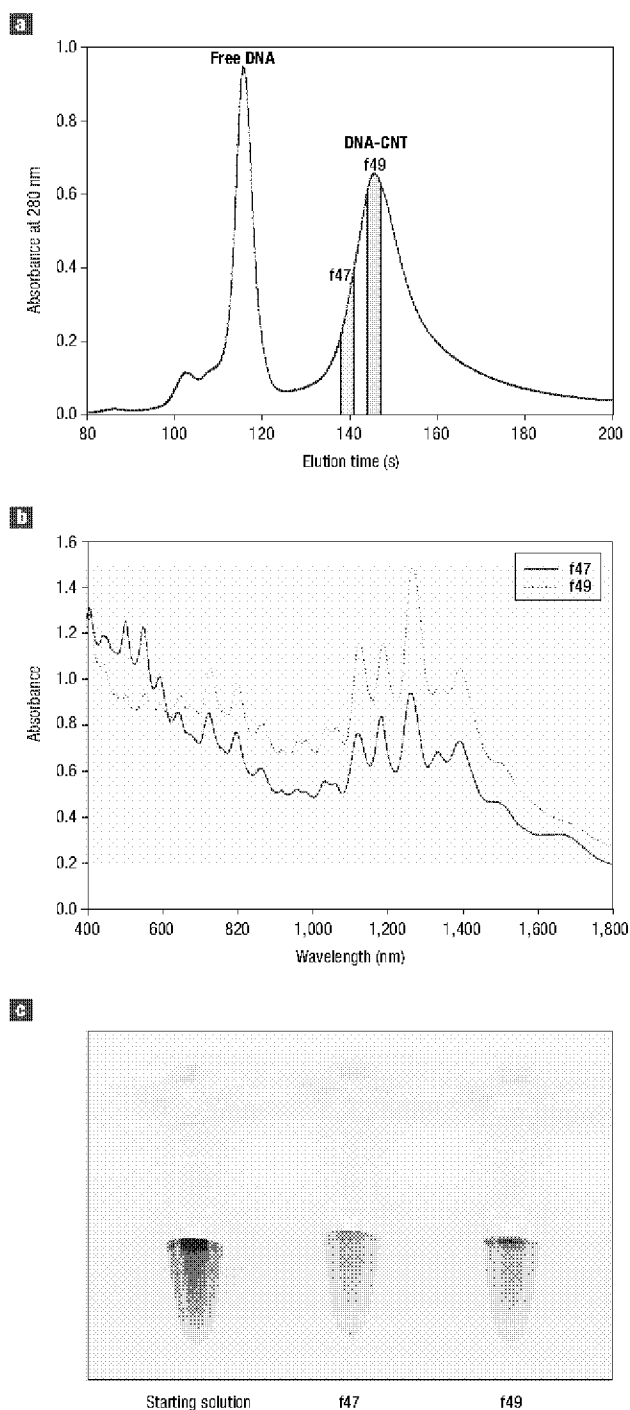 a
1.0
0.8
0.6
0.4
0.2
0.0
Absorbance at 280 nm
Free DNA
DNA-CNT
f49
f47
80
100
120
140
160
180
200
Elution time (s)
b
1.6
1.4
1.2
1.0
0.8
0.6
0.4
0.2
0.0
Absorbance
f47
f49
400
600
820
1,000
1,200
1,400
1,600
1,800
Wavelength (nm)
c
Starting solution
f47
f49